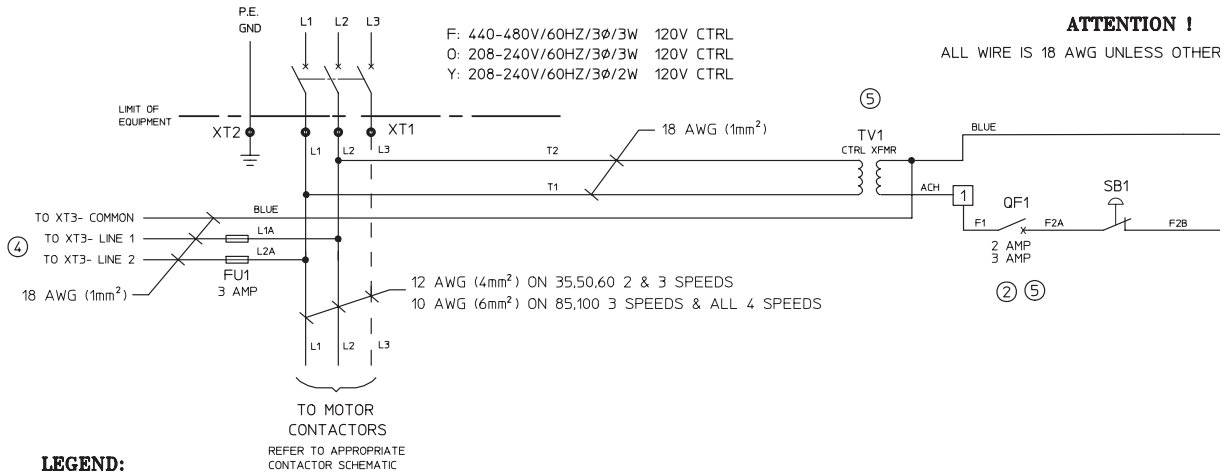 P.E.
GND
L1 L2 L3
F: 440-480V/60HZ/3Ø/3W 120V CTRL
O: 208-240V/60HZ/3Ø/3W 120V CTRL
Y: 208-240V/60HZ/3Ø/2W 120V CTRL
ATTENTION !
ALL WIRE IS 18 AWG UNLESS OTHER
LIMIT OF
EQUIPMENT
XT2
XT1
18 AWG (1mm²)
5
TV1
CTRL XFMR
BLUE
L1 L2 L3
T2
T1
ACH
1
QF1
SB1
F1
F2A
F2B
2 AMP
3 AMP
2 5
TO XT3- COMMON
BLUE
4
TO XT3- LINE 1
L1A
TO XT3- LINE 2
L2A
FU1
3 AMP
18 AWG (1mm²)
12 AWG (4mm²) ON 35,50,60 2 & 3 SPEEDS
10 AWG (6mm²) ON 85,100 3 SPEEDS & ALL 4 SPEEDS
L1 L2 L3
TO MOTOR
CONTACTORS
REFER TO APPROPRIATE
CONTACTOR SCHEMATIC
LEGEND: